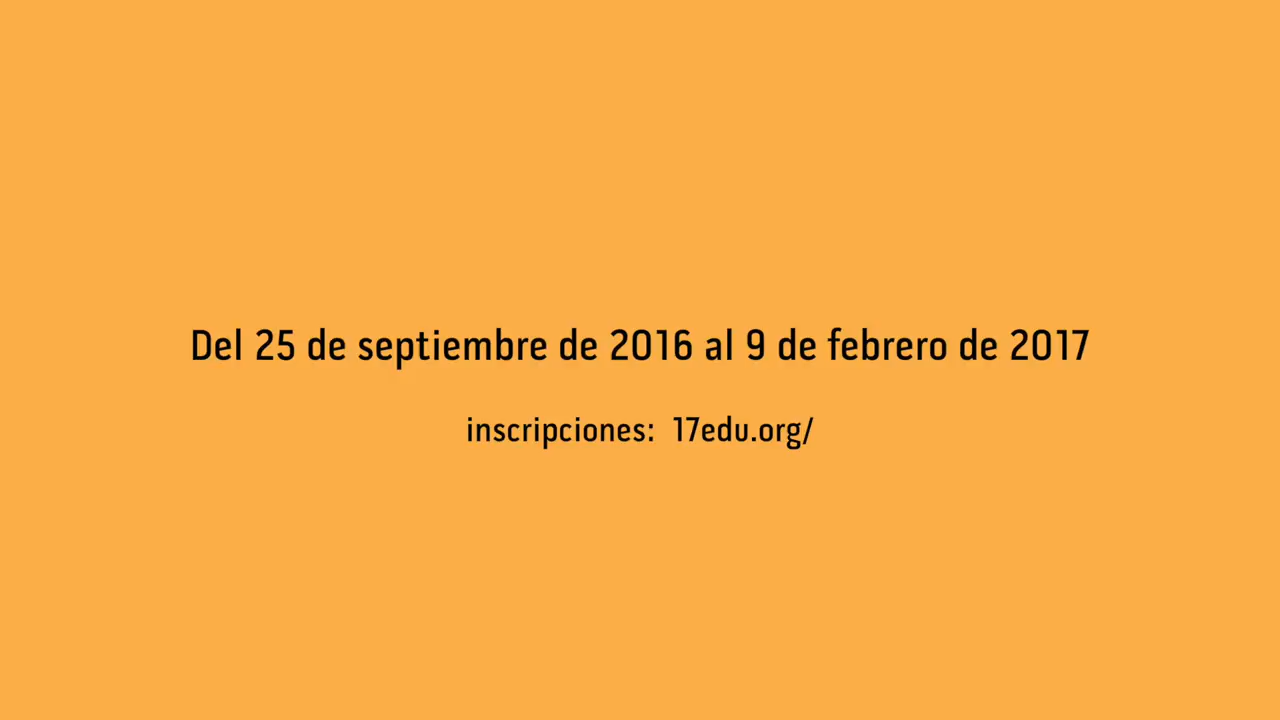 Del 25 de septiembre de 2016 al 9 de febrero de 2017
inscripciones: 17edu.org/